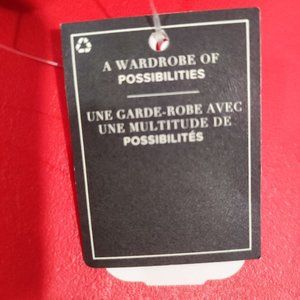 A WARDROBE OF
POSSIBILITIES
UNE GARDE-ROBE AVEC
UNE MULTITUDE DE
POSSIBILITÉS